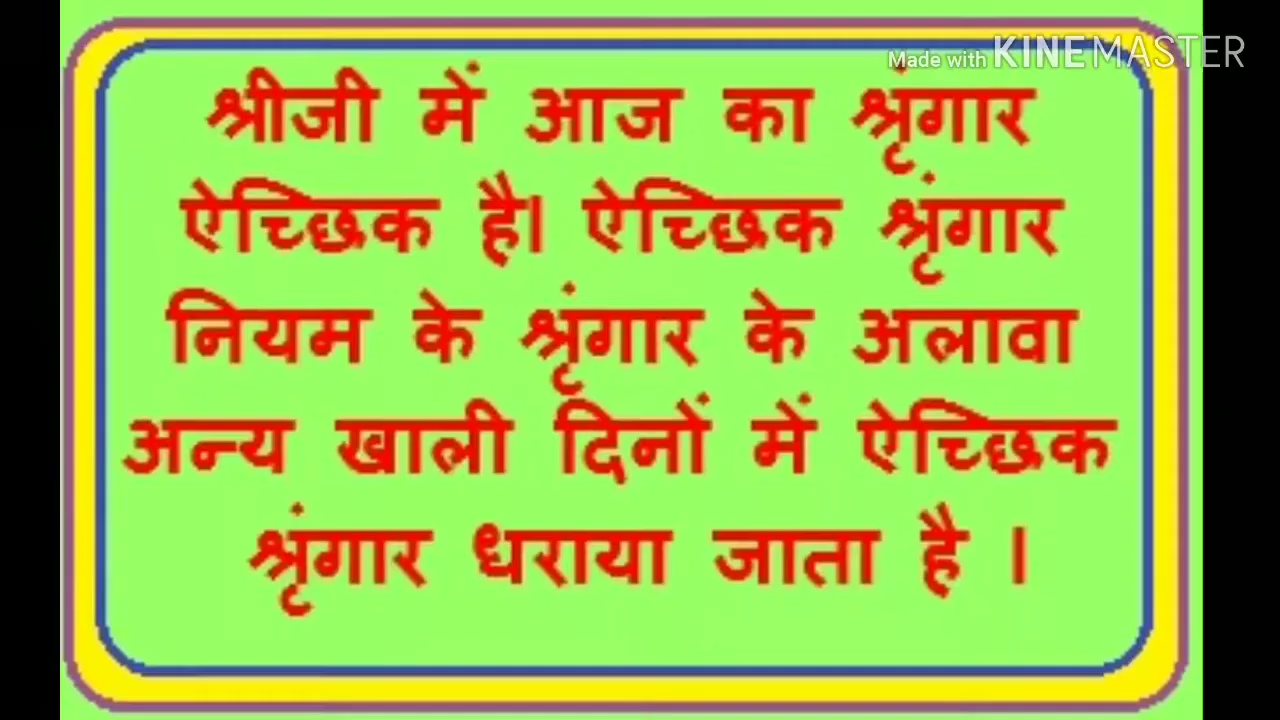 Made with KINEMASTER
श्रीजी में आज का श्रृंगार
ऐच्छिक है। ऐच्छिक श्रृंगार
नियम के श्रृंगार के अलावा
अन्य खाली दिनों में ऐच्छिक
श्रृंगार धराया जाता है ।